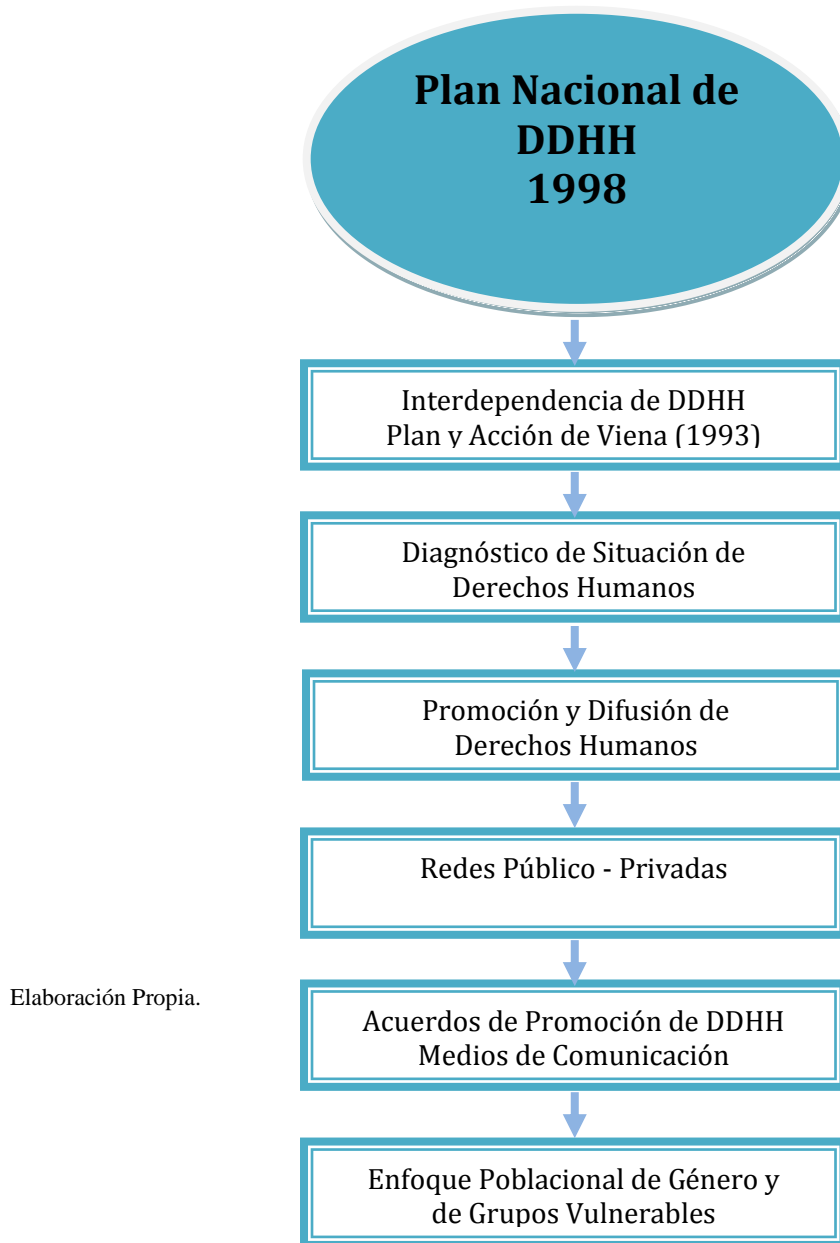 Plan Nacional de
DDHH
1998
Interdependencia de DDHH
Plan y Acción de Viena (1993)
Diagnóstico de Situación de
Derechos Humanos
Promoción y Difusión de
Derechos Humanos
Redes Público - Privadas
Elaboración Propia.
Acuerdos de Promoción de DDHH
Medios de Comunicación
Enfoque Poblacional de Género y
de Grupos Vulnerables